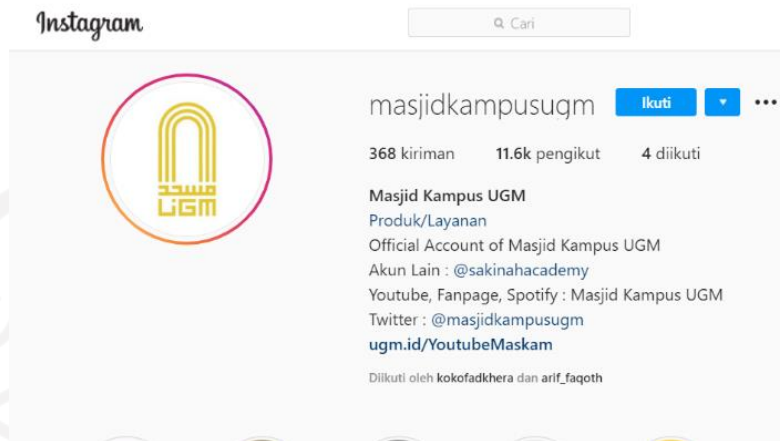 Instagram
Cari
masjidkampusugm Ikuti
368 kiriman 11.6k pengikut 4 diikuti
مسجد
UGM
Masjid Kampus UGM
Produk/Layanan
Official Account of Masjid Kampus UGM
Akun Lain : @sakinahacademy
Youtube, Fanpage, Spotify : Masjid Kampus UGM
Twitter : @masjidkampusugm
ugm.id/YoutubeMaskam
Diikuti oleh kokofadkhera dan arif_faqoth